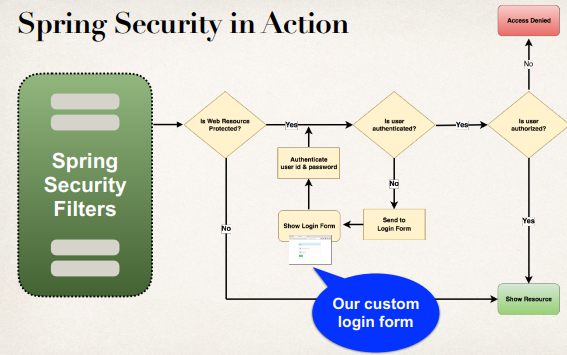 Spring Security in Action
Access Denied
No
Is Web Resource
Protected?
Yes
Is user
authenticated?
Yes
Is user
authorized?
Spring
Security
Filters
Authenticate
user id & password
No
Send to
Login Form
Show Login Form
No
Yes
Our custom
login form
Show Resource